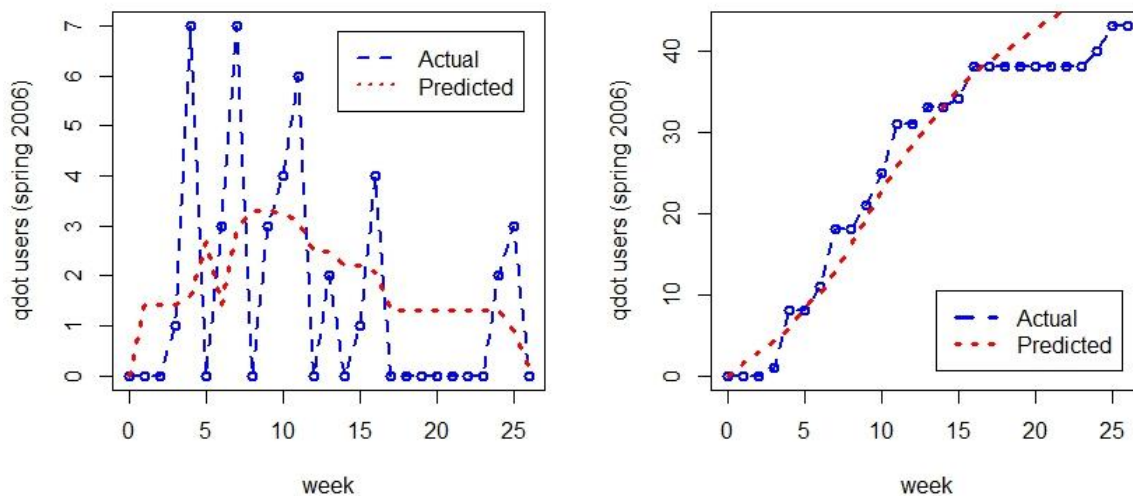 qdot users (spring 2006)
7
6
5
4
3
2
1
0
Actual
Predicted
0 5 10 15 20 25
week
qdot users (spring 2006)
40
30
20
10
0
Actual
Predicted
0 5 10 15 20 25
week